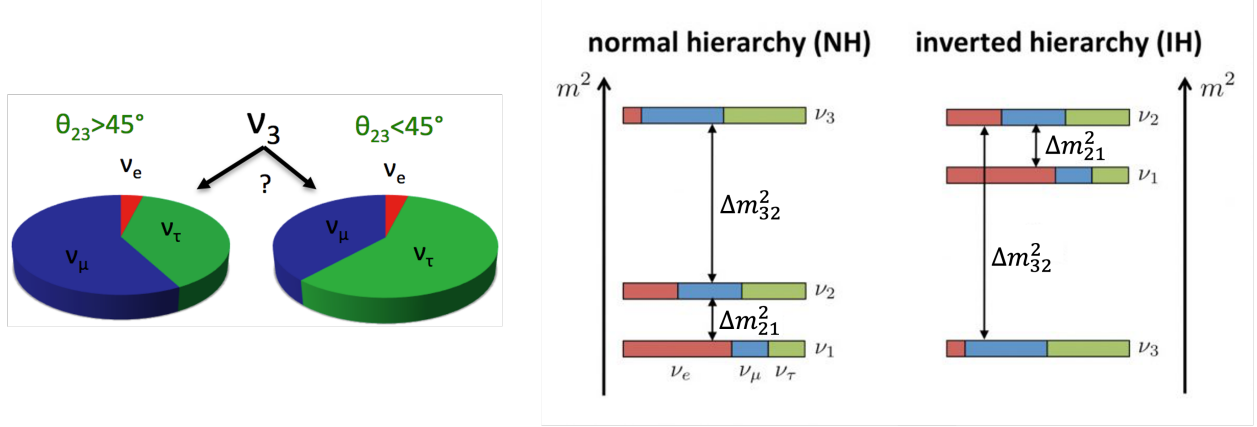 θ₂₃>45°
ν₃
θ₂₃<45°
νe
?
νe
νμ
ντ
νμ
ντ
normal hierarchy (NH)
m²
ν₃
Δm²₃₂
ν₂
Δm²₂₁
ν₁
νe νμ ντ
inverted hierarchy (IH)
m²
ν₂
Δm²₂₁
ν₁
Δm²₃₂
ν₃